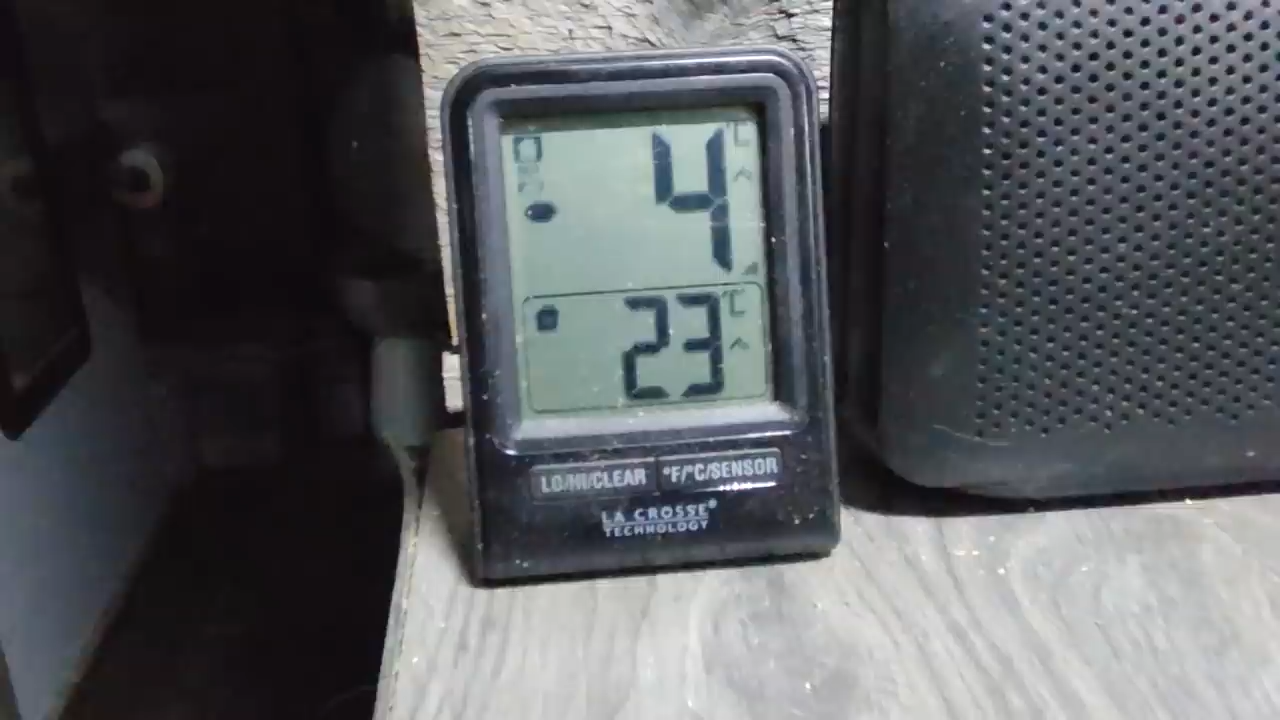 4 °C
23 °C
LO/HI/CLEAR °F/°C/SENSOR
LA CROSSE®
TECHNOLOGY